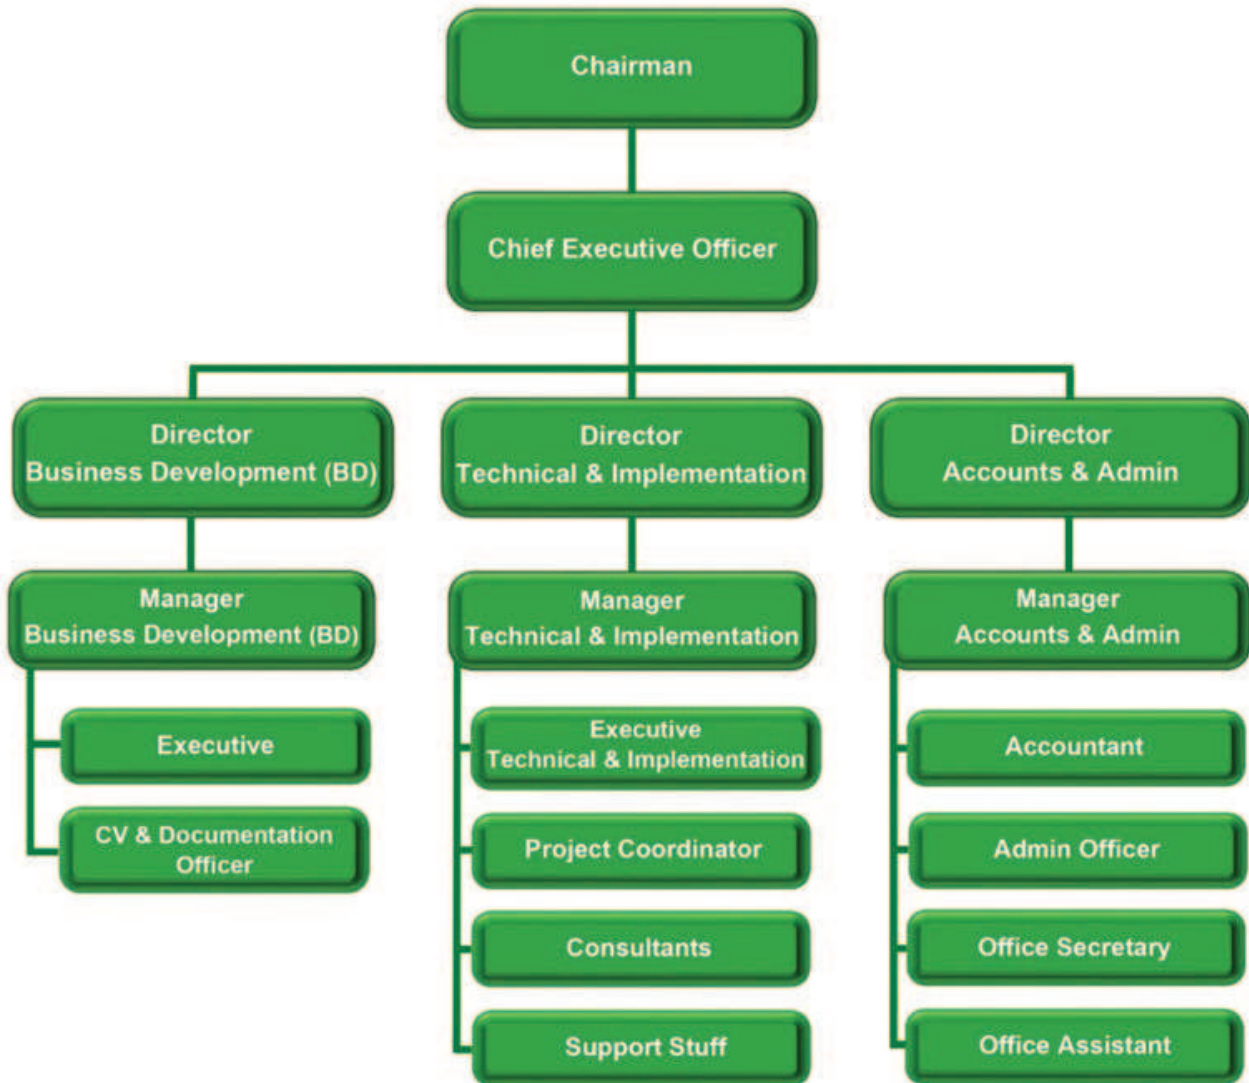 Chairman
Chief Executive Officer
Director
Business Development (BD)
Director
Technical & Implementation
Director
Accounts & Admin
Manager
Business Development (BD)
Manager
Technical & Implementation
Manager
Accounts & Admin
Executive
CV & Documentation
Officer
Executive
Technical & Implementation
Project Coordinator
Consultants
Support Stuff
Accountant
Admin Officer
Office Secretary
Office Assistant